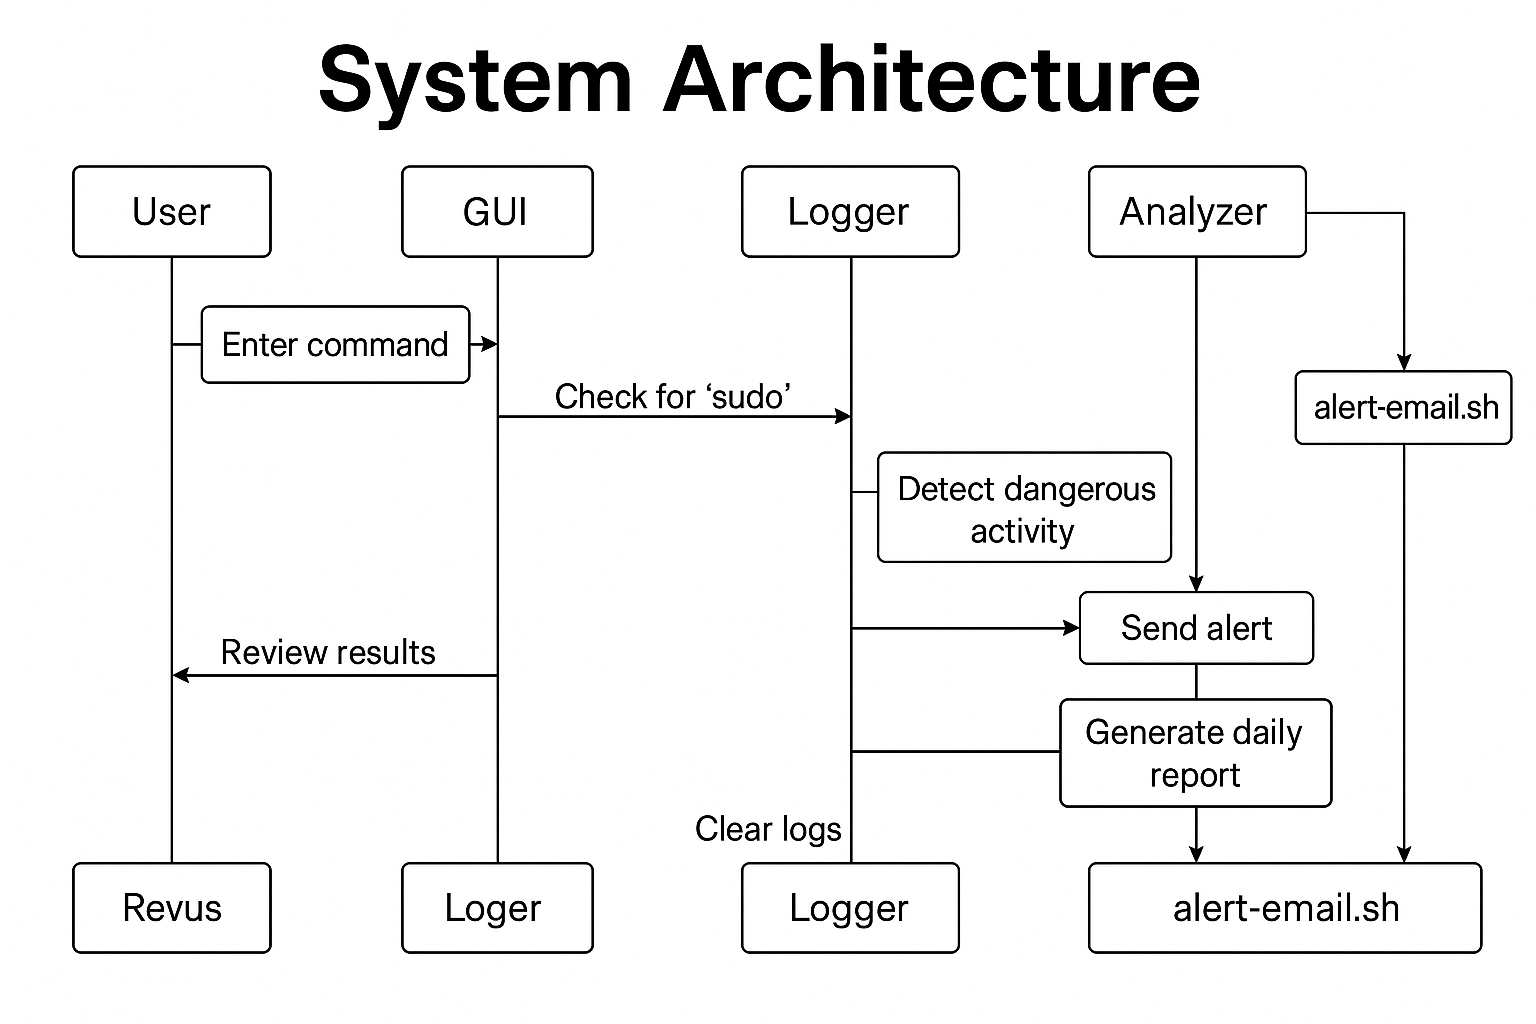 System Architecture
User
GUI
Logger
Analyzer
Enter command
Check for ‘sudo’
alert-email.sh
Detect dangerous
activity
Send alert
Review results
Generate daily
report
Clear logs
Revus
Loger
Logger
alert-email.sh